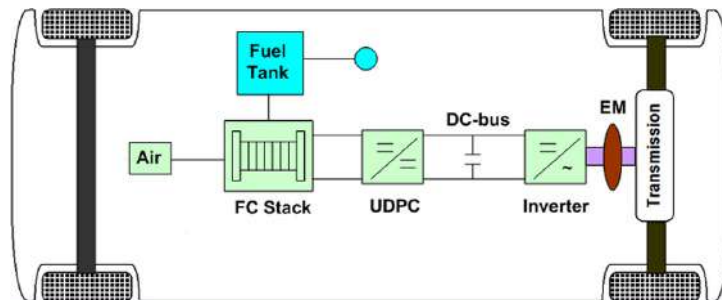 Fuel
Tank
Air
FC Stack
UDPC
DC-bus
Inverter
EM
Transmission